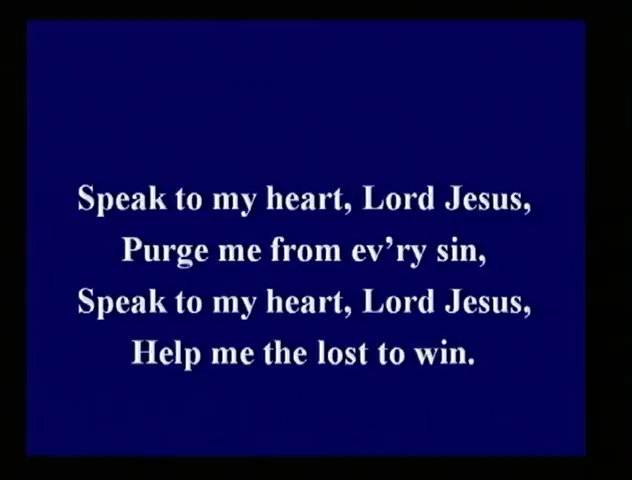 Speak to my heart, Lord Jesus,
Purge me from ev’ry sin,
Speak to my heart, Lord Jesus,
Help me the lost to win.